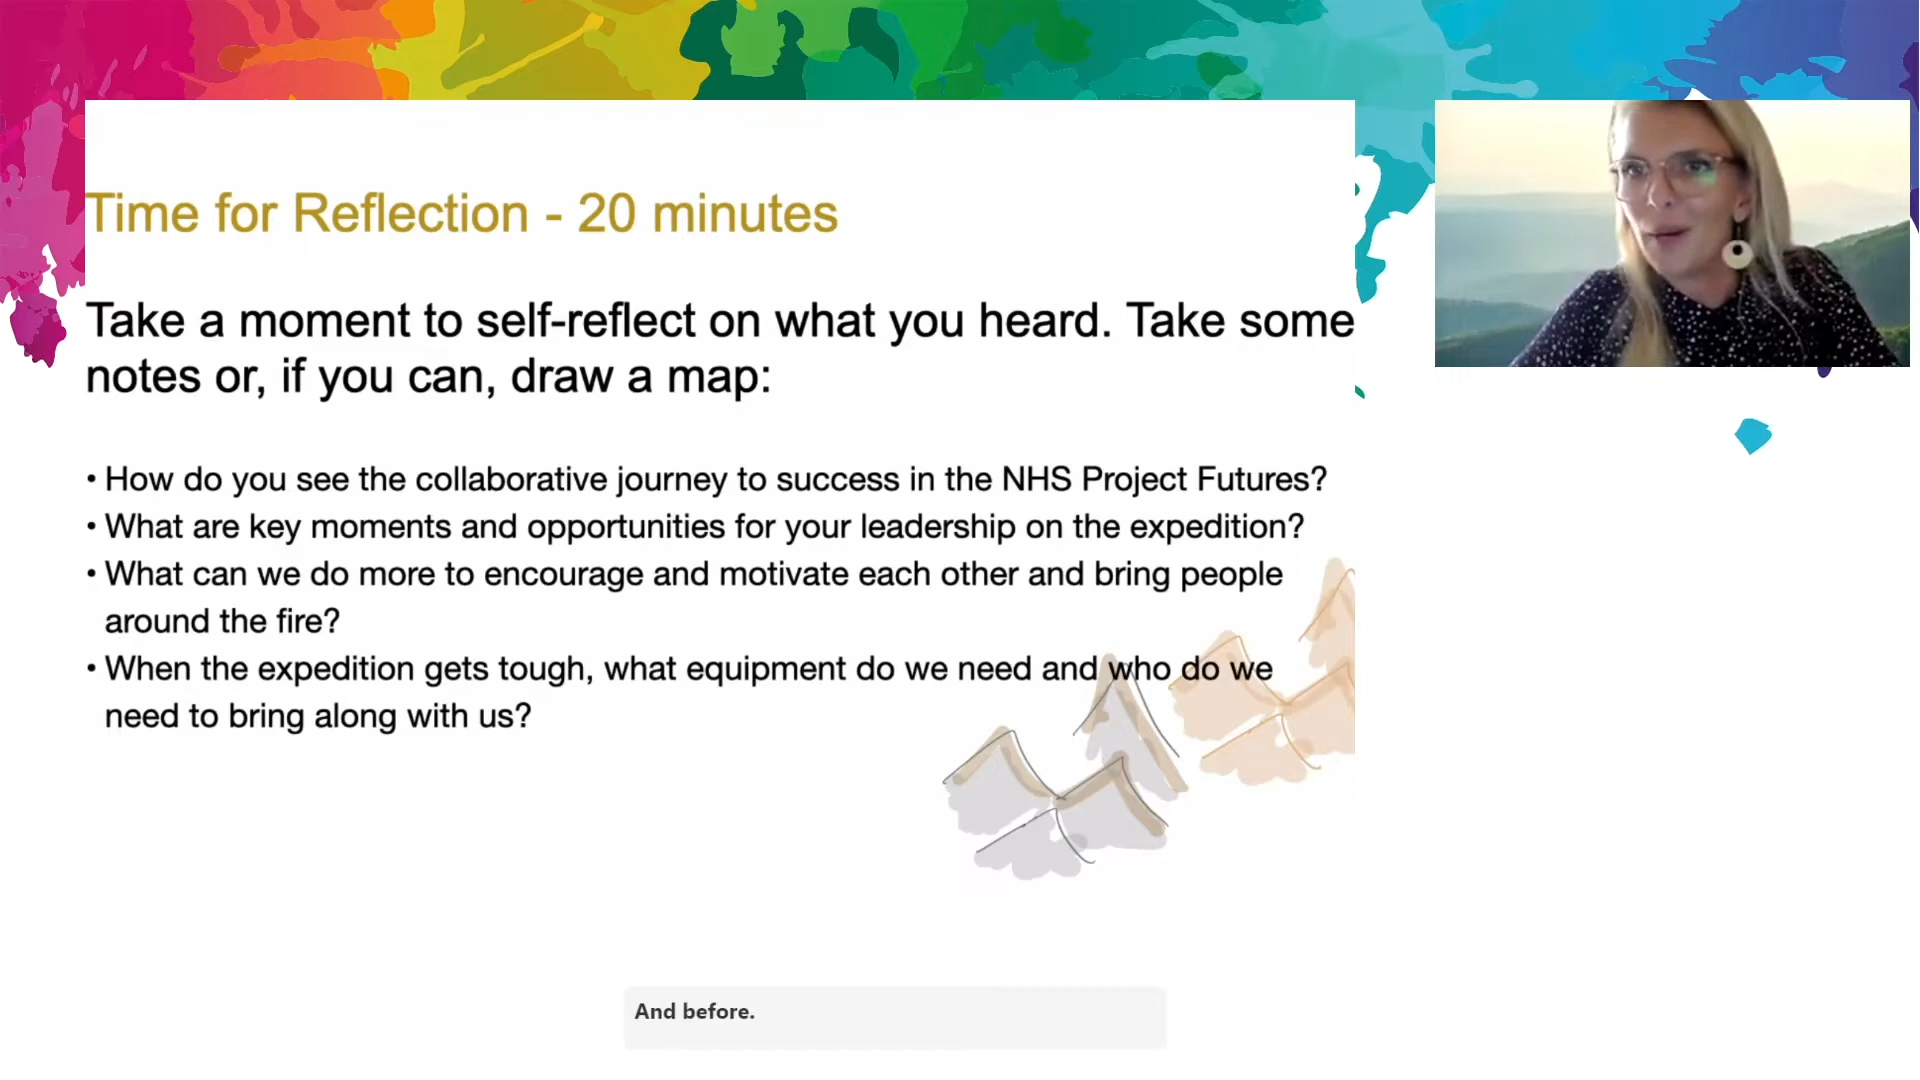 Time for Reflection - 20 minutes
Take a moment to self-reflect on what you heard. Take some
notes or, if you can, draw a map:
• How do you see the collaborative journey to success in the NHS Project Futures?
• What are key moments and opportunities for your leadership on the expedition?
• What can we do more to encourage and motivate each other and bring people
around the fire?
• When the expedition gets tough, what equipment do we need and who do we
need to bring along with us?
And before.